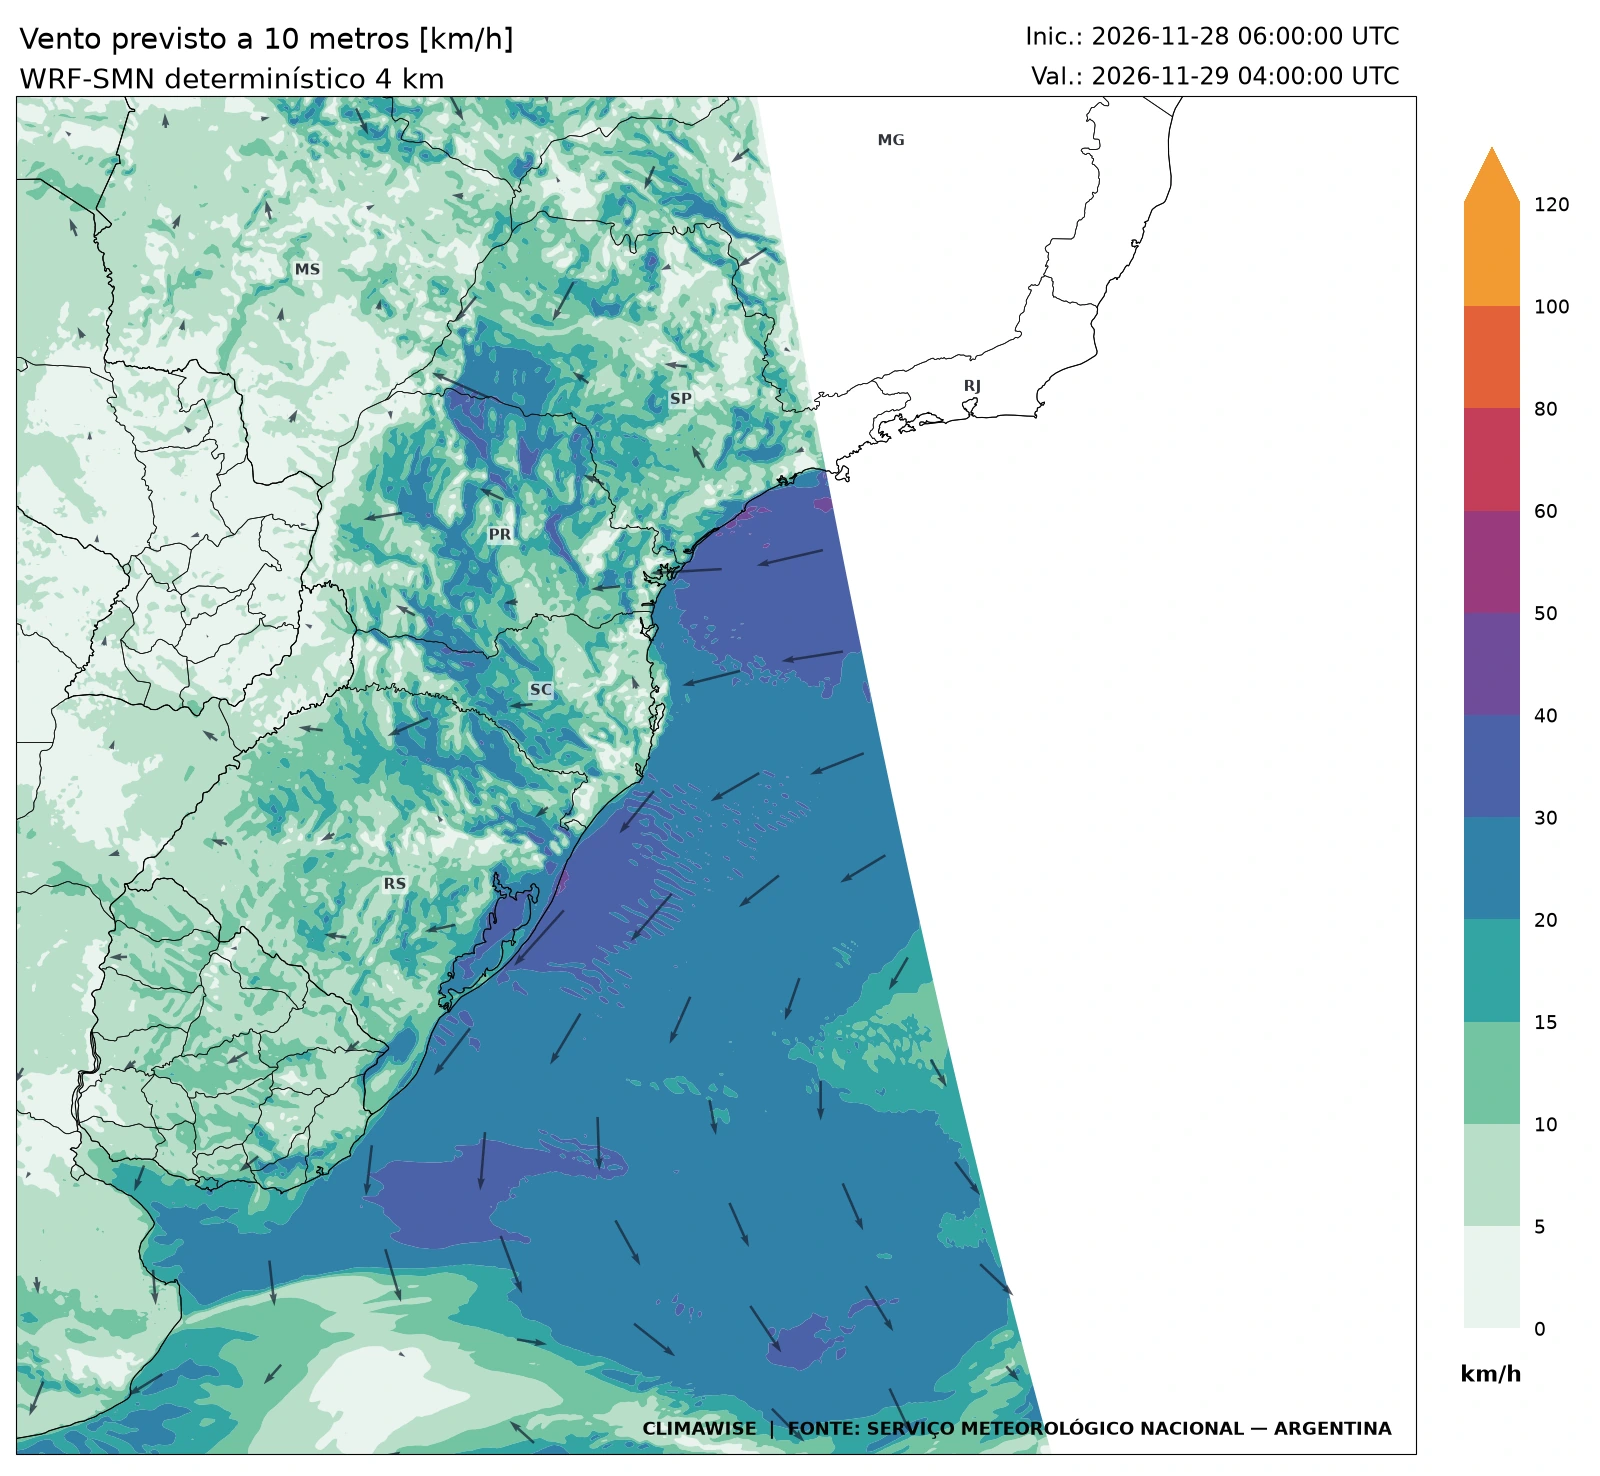 Vento previsto a 10 metros [km/h]
WRF-SMN determinístico 4 km
Inic.: 2026-11-28 06:00:00 UTC
Val.: 2026-11-29 04:00:00 UTC
MG
MS
RJ
SP
PR
SC
RS
120
100
80
60
50
40
30
20
15
10
5
0
km/h
CLIMAWISE | FONTE: SERVIÇO METEOROLÓGICO NACIONAL — ARGENTINA